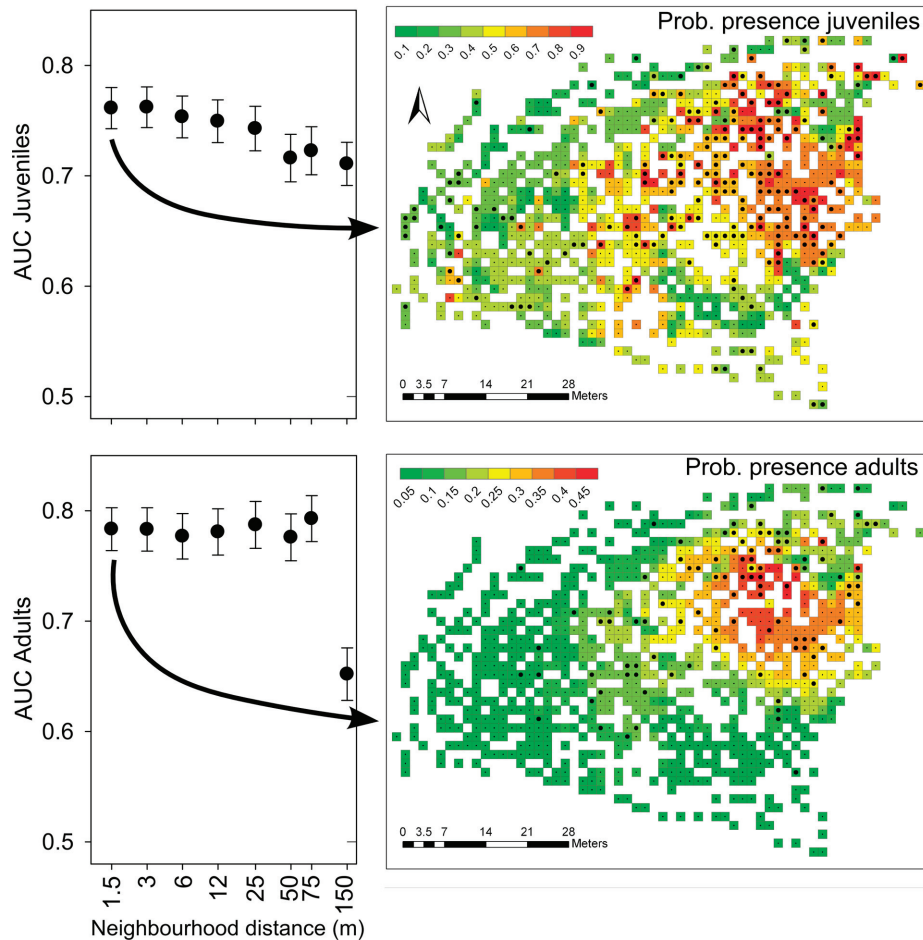 Prob. presence juveniles
0.1 0.2 0.3 0.4 0.5 0.6 0.7 0.8 0.9
AUC Juveniles
0.8
0.7
0.6
0.5
0 3.5 7 14 21 28
Meters
Prob. presence adults
0.05 0.1 0.15 0.2 0.25 0.3 0.35 0.4 0.45
AUC Adults
0.8
0.7
0.6
0.5
0 3.5 7 14 21 28
Meters
1.5 3 6 12 25 50 75 150
Neighbourhood distance (m)